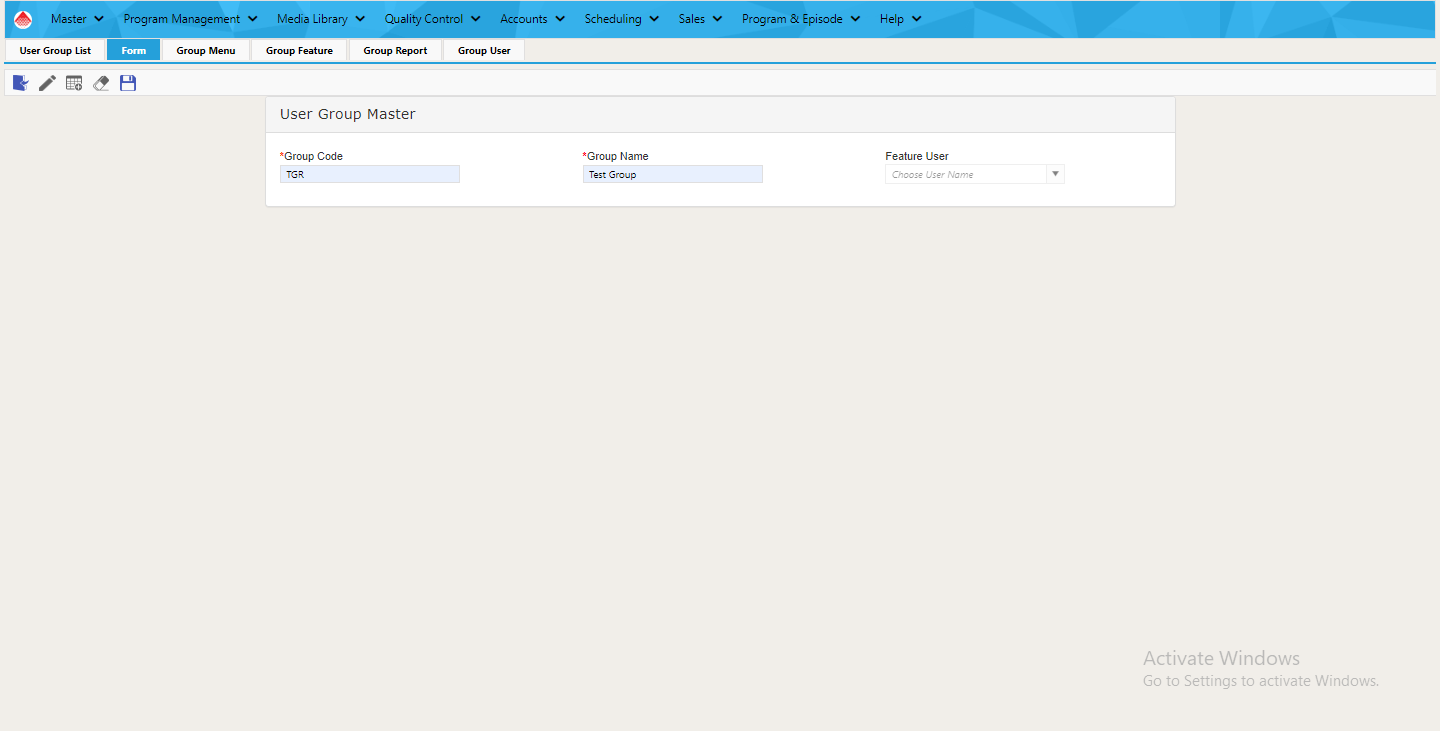 Master Program Management Media Library Quality Control Accounts Scheduling Sales Program & Episode Help
User Group List Form Group Menu Group Feature Group Report Group User
User Group Master
*Group Code *Group Name Feature User
TGR Test Group Choose User Name
Activate Windows
Go to Settings to activate Windows.